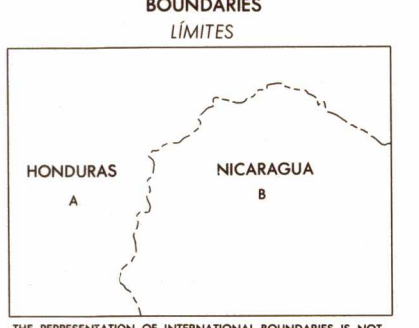 BOUNDARIES
LÍMITES
HONDURAS
NICARAGUA
A
B
THE REPRESENTATION OF INTERNATIONAL BOUNDARIES IS NOT